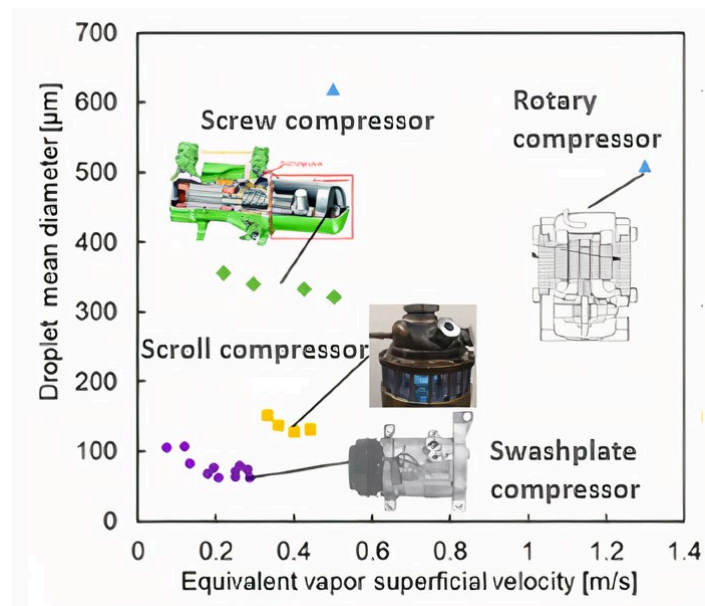 700
600
500
400
300
200
100
0
Droplet mean diameter [µm]
Screw compressor
Rotary
compressor
Scroll compressor
Swashplate
compressor
0 0.2 0.4 0.6 0.8 1 1.2 1.4
Equivalent vapor superficial velocity [m/s]